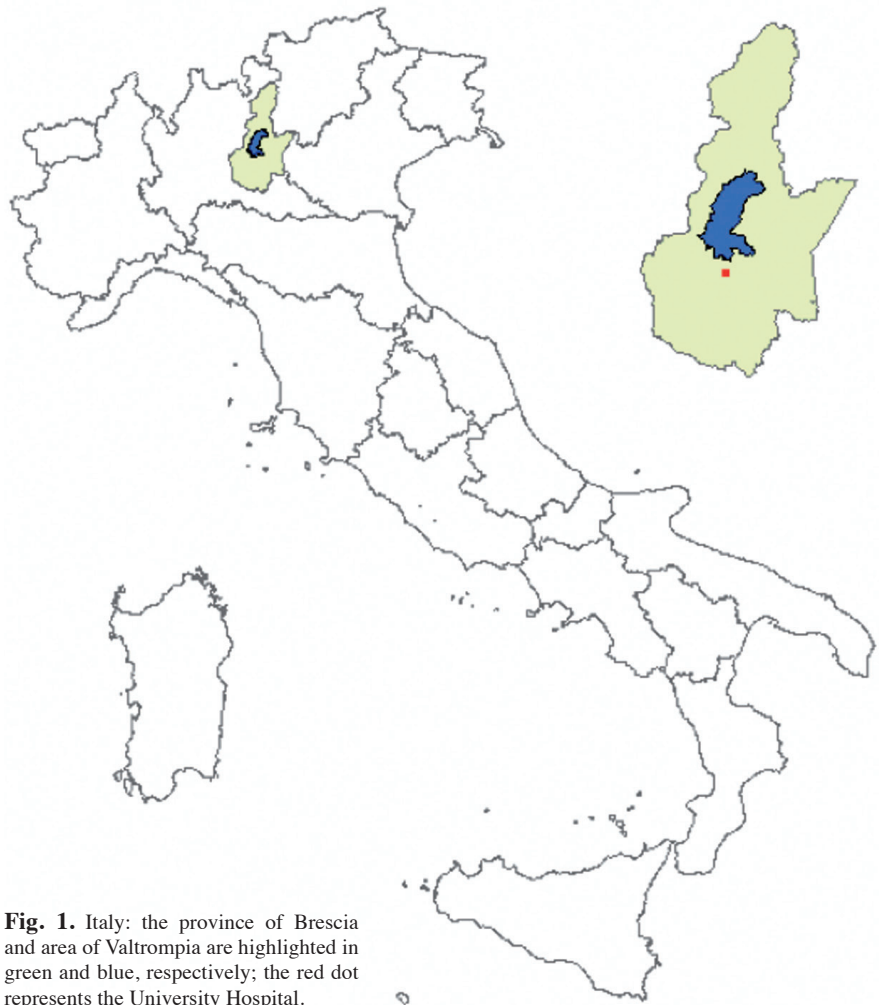 Fig. 1. Italy: the province of Brescia
and area of Valtrompia are highlighted in
green and blue, respectively; the red dot
represents the University Hospital.